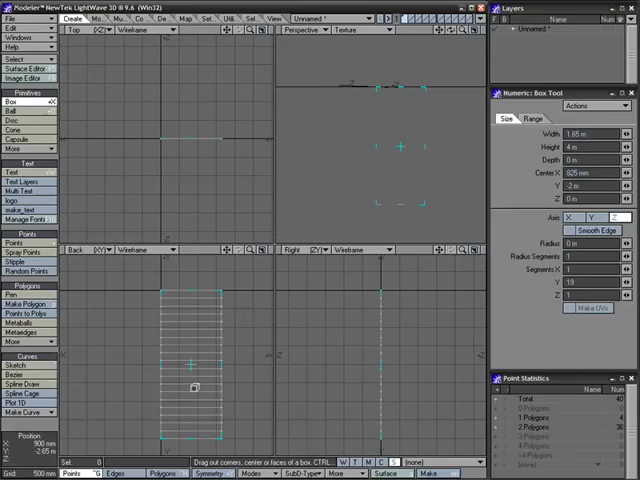 Modeler™ NewTek LightWave 3D ® 9.6 (Win32)
File
Edit
Windows
Help
Select
Surface Editor
Image Editor
Primitives
Box +X
Ball
Disc
Cone
Capsule
More
Text
Text W
Text Layers
Multi Text
logo
make_text
Manage Fonts
Points
Points +
Spray Points
Stipple
Random Points
Polygons
Pen
Make Polygon
Points to Polys
Metaballs
Metaedges
More
Curves
Sketch
Bezier
Spline Draw
Spline Cage
Plot 1D
Make Curve
Position
X: 900 mm
Y: -2.65 m
Z:
Create Mo.. Mu.. Co.. De.. Map Set.. Util.. Sel.. View Unnamed *
Top (XZ) Wireframe
Perspective Texture
Back (XY) Wireframe
Right (ZY) Wireframe
Sel: 0 Drag out corners, center or faces of a box. CTRL... W T M C S (none)
Grid: 500 mm Points ^G Edges Polygons ^H Symmetry Modes SubD-Type More Surface Make
Layers
F B Name Num
Unnamed *
Numeric: Box Tool
Actions
Size Range
Width 1.65 m
Height 4 m
Depth 0 m
Center X 825 mm
Y -2 m
Z 0 m
Axis X Y Z
Smooth Edge
Radius 0 m
Radius Segments 1
Segments X 1
Y 19
Z 1
Make UVs
Point Statistics
Name Num
+ - Total 40
0 Polygons 0
1 Polygons 4
2 Polygons 36
3 Polygons 0
4 Polygons 0
>4 Polygons 0
(none)